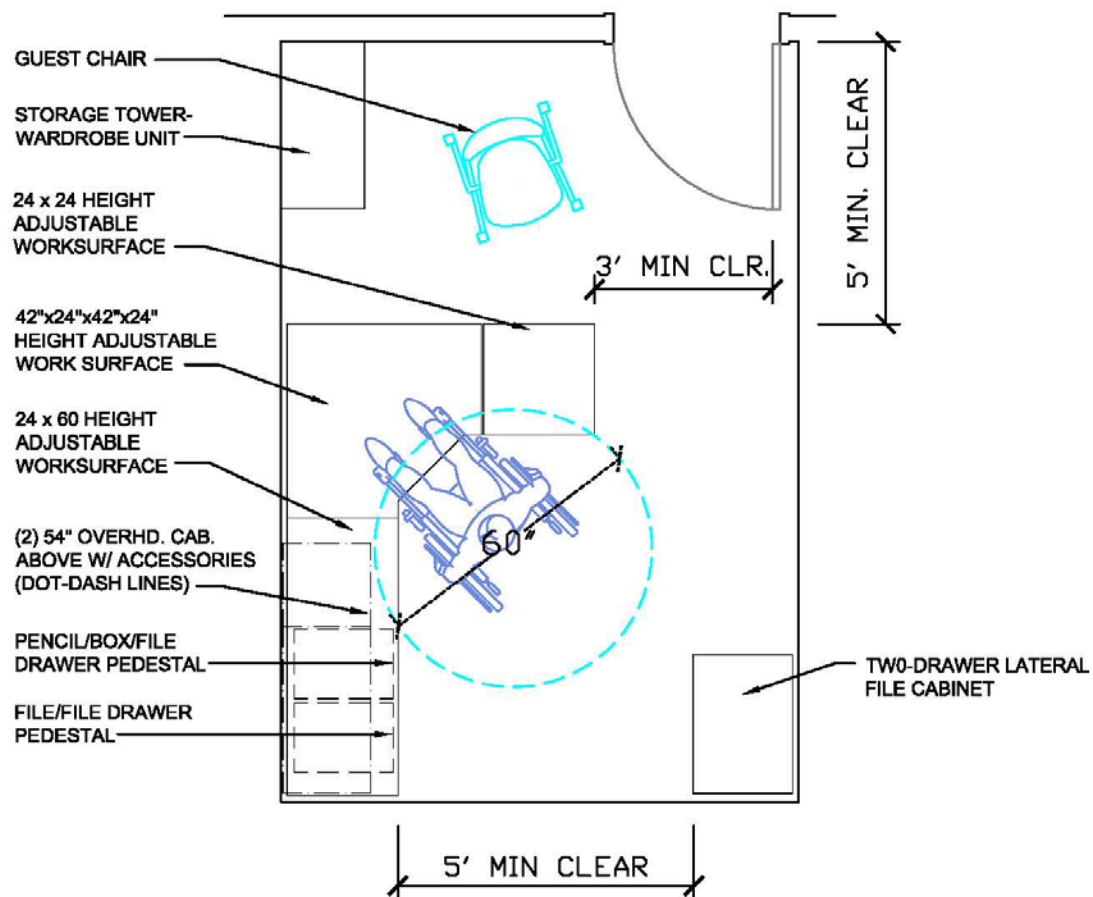 GUEST CHAIR
STORAGE TOWER-
WARDROBE UNIT
24 x 24 HEIGHT
ADJUSTABLE
WORKSURFACE
42"x24"x42"x24"
HEIGHT ADJUSTABLE
WORK SURFACE
24 x 60 HEIGHT
ADJUSTABLE
WORKSURFACE
(2) 54" OVERHD. CAB.
ABOVE W/ ACCESSORIES
(DOT-DASH LINES)
PENCIL/BOX/FILE
DRAWER PEDESTAL
FILE/FILE DRAWER
PEDESTAL
3' MIN CLR.
5' MIN. CLEAR
60"
TW0-DRAWER LATERAL
FILE CABINET
5' MIN CLEAR